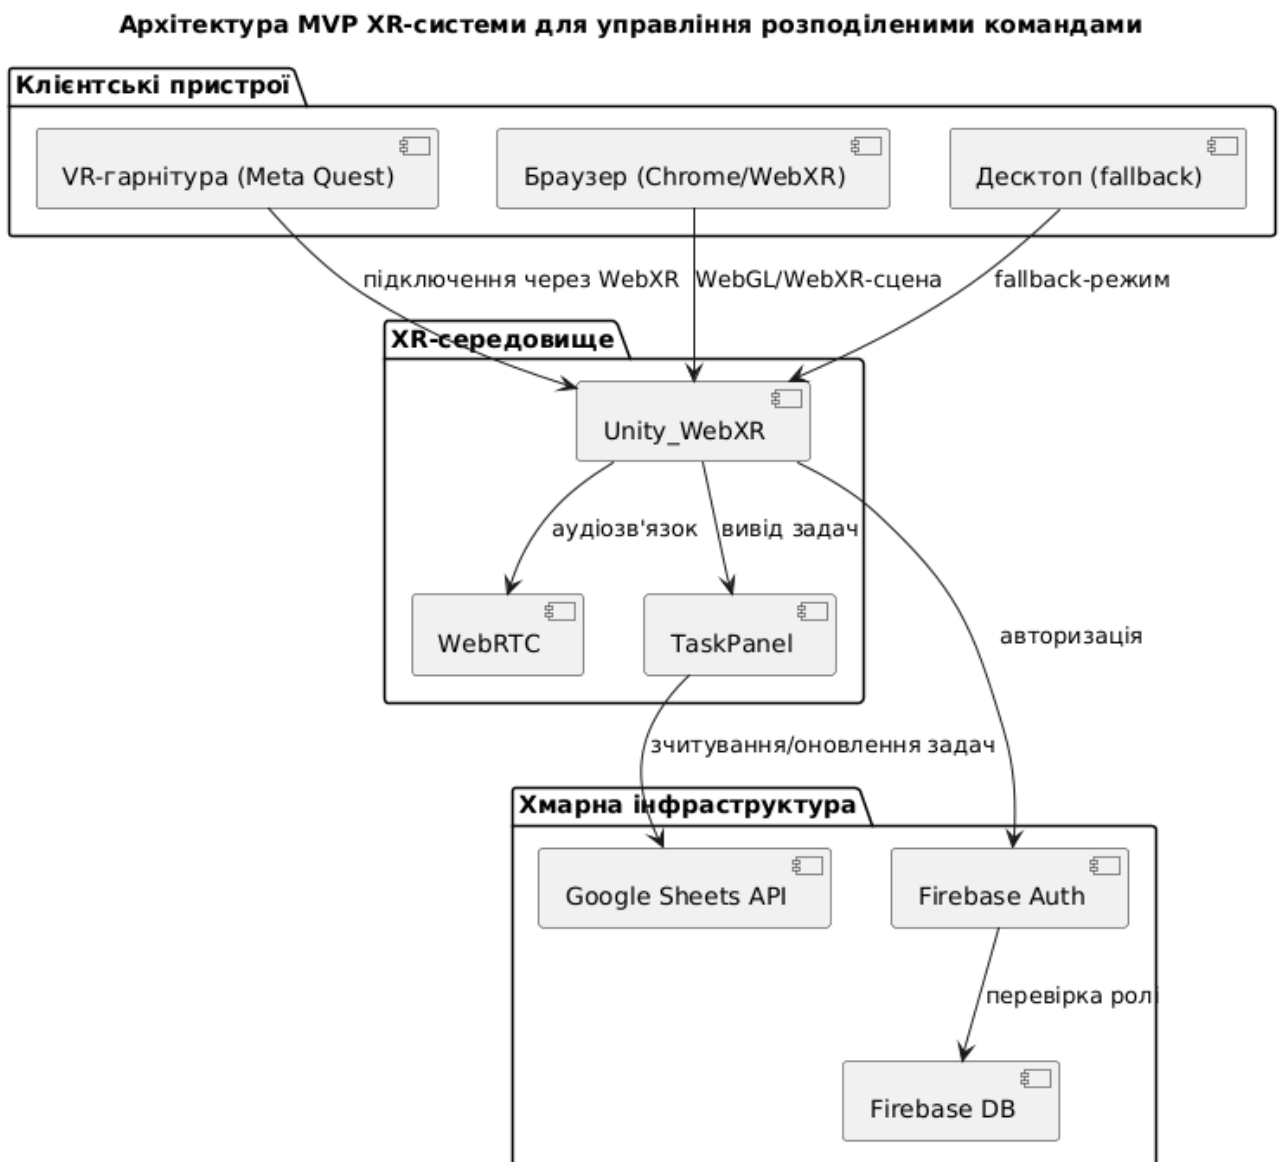 Архітектура MVP XR-системи для управління розподіленими командами
Клієнтські пристрої
VR-гарнітура (Meta Quest)
Браузер (Chrome/WebXR)
Десктоп (fallback)
підключення через WebXR
WebGL/WebXR-сцена
fallback-режим
XR-середовище
Unity_WebXR
аудіозв'язок
вивід задач
WebRTC
TaskPanel
авторизація
зчитування/оновлення задач
Хмарна інфраструктура
Google Sheets API
Firebase Auth
перевірка ролі
Firebase DB